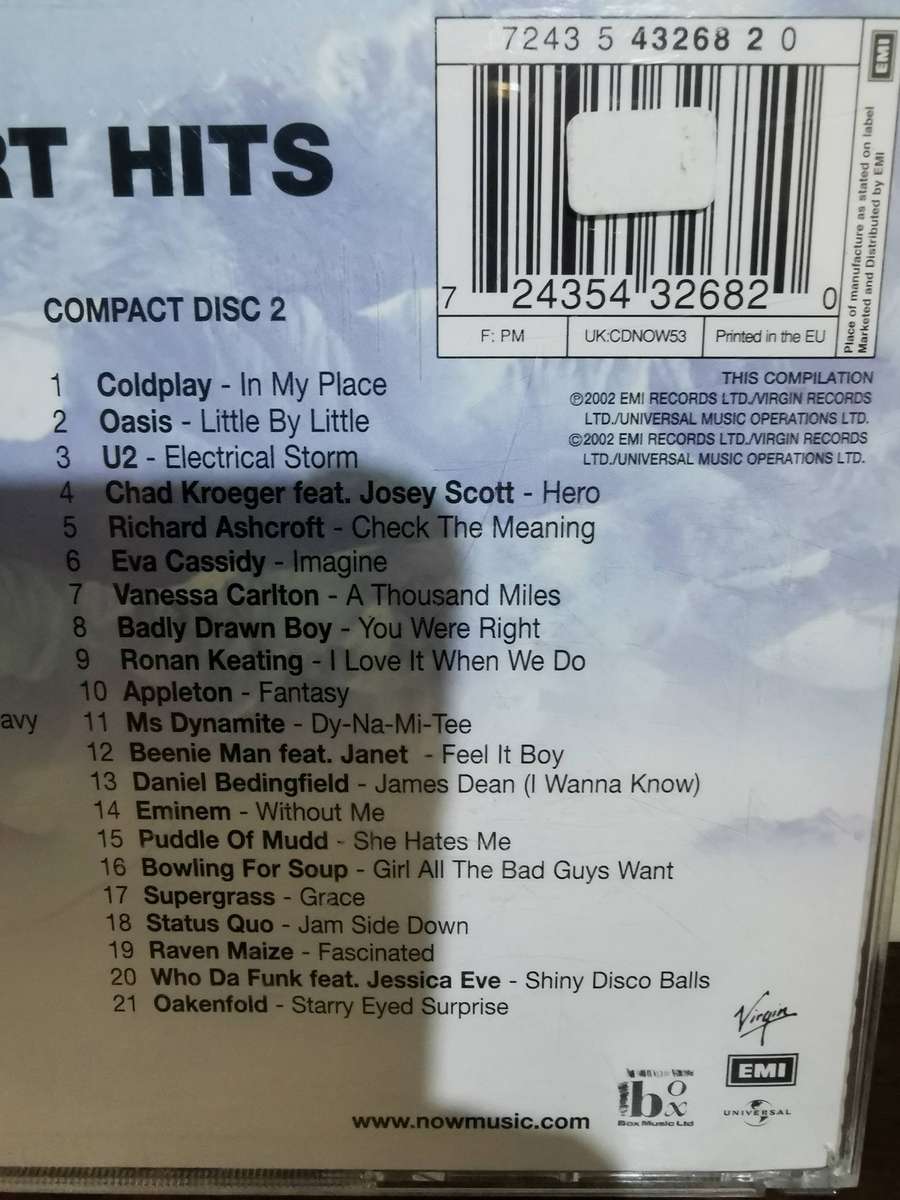 7243 5 43268 2 0
EMI
RT HITS
Place of manufacture as stated on label
Marketed and Distributed by EMI
7 24354 32682 0
COMPACT DISC 2
F: PM
UK:CDNOW53
Printed in the EU
THIS COMPILATION
℗2002 EMI RECORDS LTD./VIRGIN RECORDS
LTD./UNIVERSAL MUSIC OPERATIONS LTD.
©2002 EMI RECORDS LTD./VIRGIN RECORDS
LTD./UNIVERSAL MUSIC OPERATIONS LTD.
1 Coldplay - In My Place
2 Oasis - Little By Little
3 U2 - Electrical Storm
4 Chad Kroeger feat. Josey Scott - Hero
5 Richard Ashcroft - Check The Meaning
6 Eva Cassidy - Imagine
7 Vanessa Carlton - A Thousand Miles
8 Badly Drawn Boy - You Were Right
9 Ronan Keating - I Love It When We Do
10 Appleton - Fantasy
avy
11 Ms Dynamite - Dy-Na-Mi-Tee
12 Beenie Man feat. Janet - Feel It Boy
13 Daniel Bedingfield - James Dean (I Wanna Know)
14 Eminem - Without Me
15 Puddle Of Mudd - She Hates Me
16 Bowling For Soup - Girl All The Bad Guys Want
17 Supergrass - Grace
18 Status Quo - Jam Side Down
19 Raven Maize - Fascinated
20 Who Da Funk feat. Jessica Eve - Shiny Disco Balls
21 Oakenfold - Starry Eyed Surprise
Virgin
EMI
UNIVERSAL
box
Box Music Ltd
www.nowmusic.com